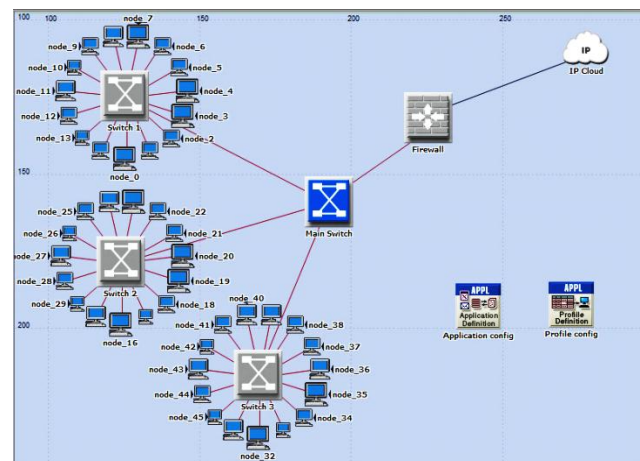 100 100 150 200 250
node_7
node_9 node_6
node_10 node_5
node_11 node_4
node_12 node_3
node_13 node_2
Switch 1
node_0
IP
IP Cloud
Firewall
150
Main Switch
node_25 node_22
node_26 node_21
node_27 node_20
node_28 node_19
node_29 node_18
Switch 2
node_16
APPL
Application
Definition
Application config
APPL
Profile
Definition
Profile config
200
node_40
node_41 node_38
node_42 node_37
node_43 node_36
node_44 node_35
node_45 node_34
Switch 3
node_32